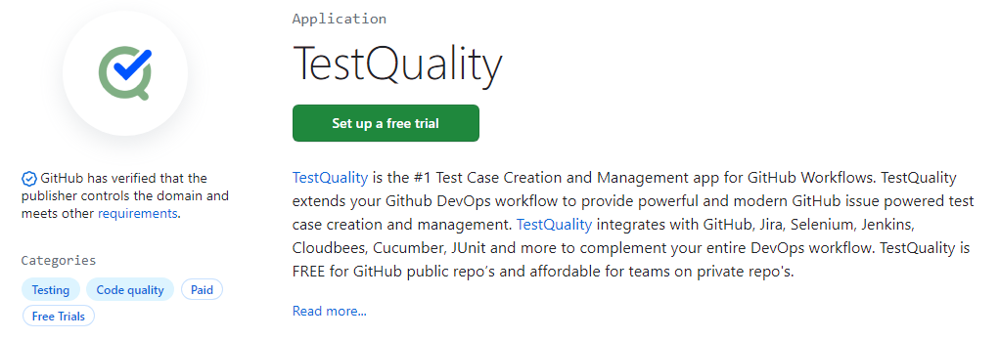 Application
TestQuality
Set up a free trial
GitHub has verified that the
publisher controls the domain and
meets other requirements.
Categories
Testing
Code quality
Paid
Free Trials
TestQuality is the #1 Test Case Creation and Management app for GitHub Workflows. TestQuality
extends your Github DevOps workflow to provide powerful and modern GitHub issue powered test
case creation and management. TestQuality integrates with GitHub, Jira, Selenium, Jenkins,
Cloudbees, Cucumber, JUnit and more to complement your entire DevOps workflow. TestQuality is
FREE for GitHub public repo’s and affordable for teams on private repo's.
Read more...